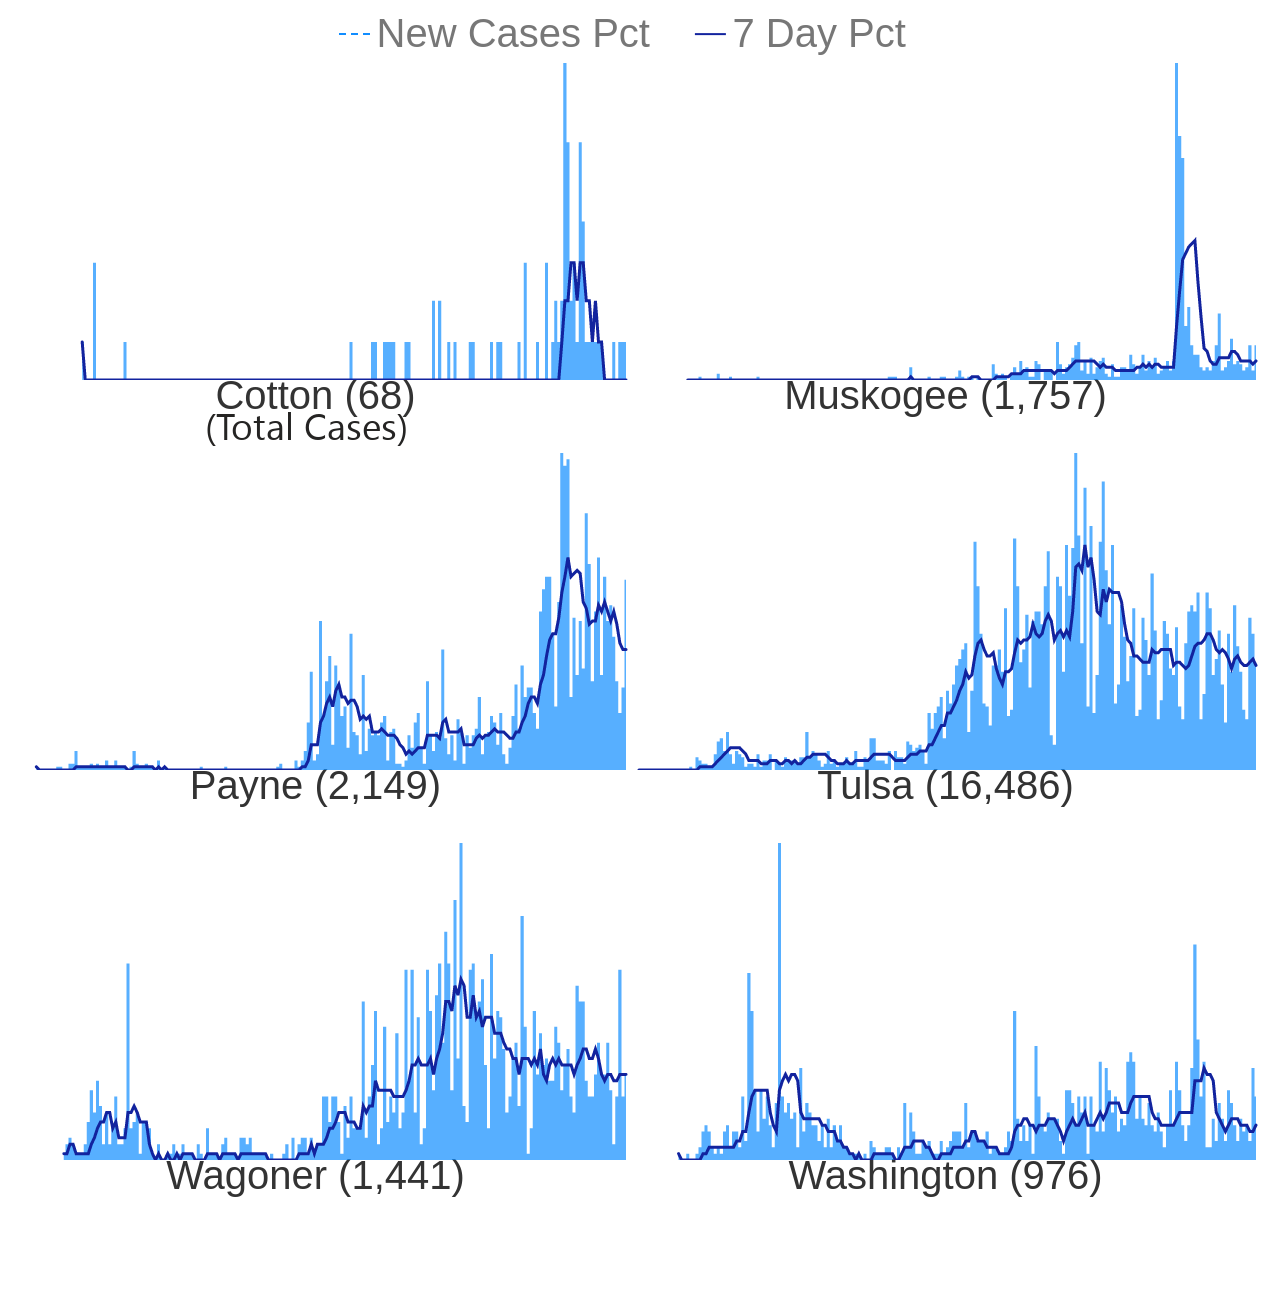 New Cases Pct 7 Day Pct
Cotton (68) Muskogee (1,757)
(Total Cases)
Payne (2,149) Tulsa (16,486)
Wagoner (1,441) Washington (976)